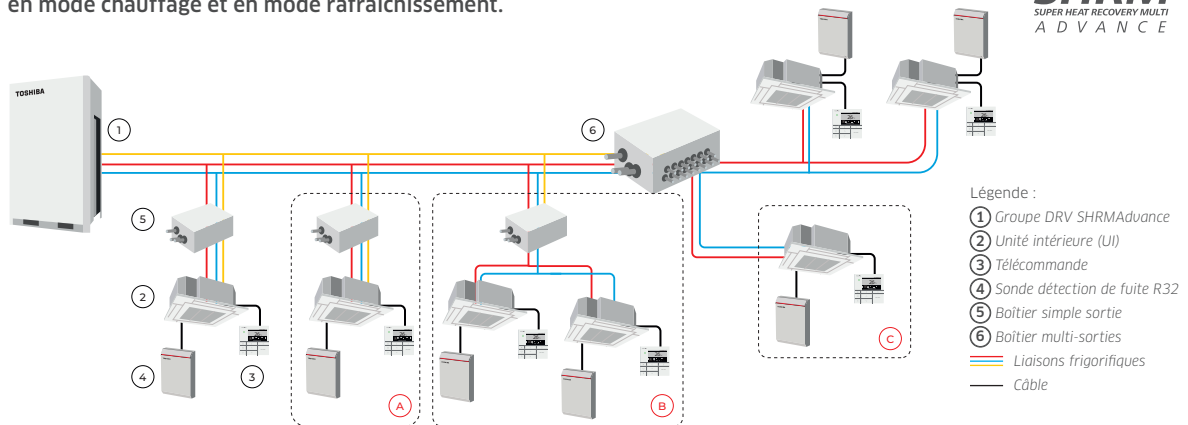 en mode chauffage et en mode rafraîchissement.
SHRM
SUPER HEAT RECOVERY MULTI
ADVANCE
TOSHIBA
1
6
5
2
4
3
A
B
C
Légende :
1 Groupe DRV SHRMAdvance
2 Unité intérieure (UI)
3 Télécommande
4 Sonde détection de fuite R32
5 Boîtier simple sortie
6 Boîtier multi-sorties
Liaisons frigorifiques
Câble